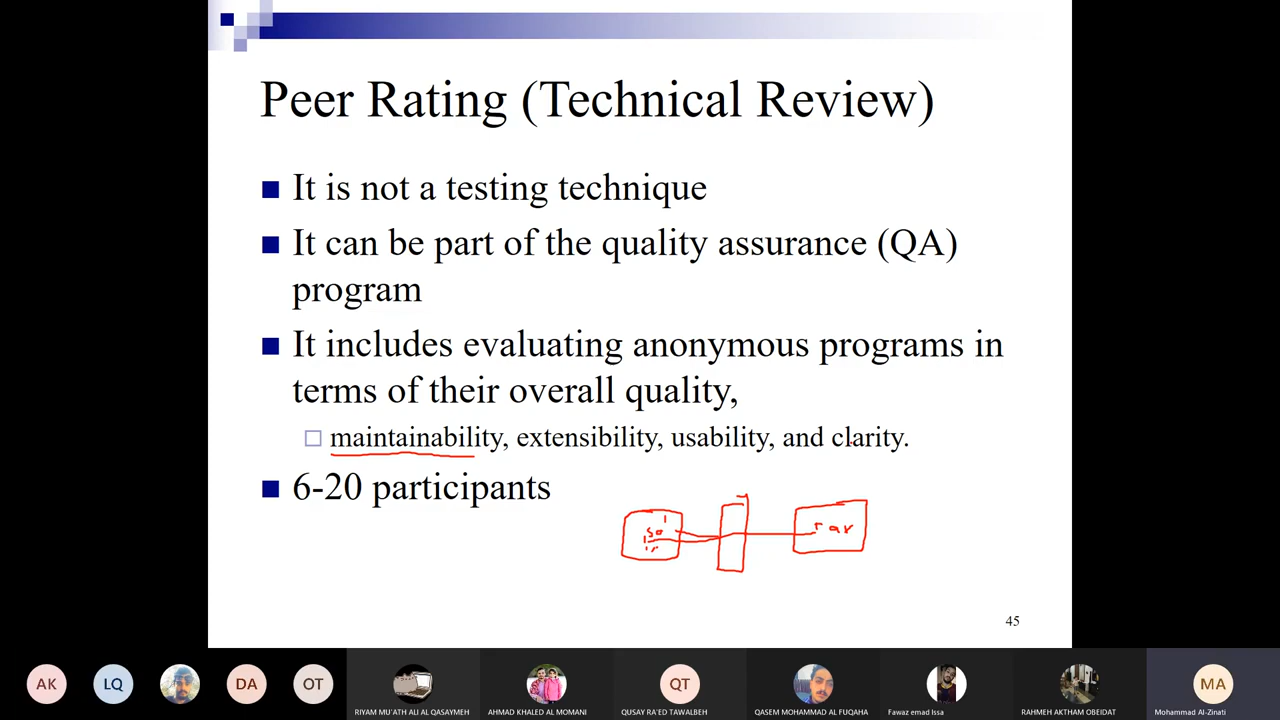 Peer Rating (Technical Review)
It is not a testing technique
It can be part of the quality assurance (QA)
program
It includes evaluating anonymous programs in
terms of their overall quality,
maintainability, extensibility, usability, and clarity.
6-20 participants
45
AK
LQ
DA
OT
QT
MA
RIYAM MU'ATH ALI AL QASAYMEH
AHMAD KHALED AL MOMANI
QUSAY RA'ED TAWALBEH
QASEM MOHAMMAD AL FUQAHA
Fawaz emad Issa
RAHMEH AKTHAM OBEIDAT
Mohammad Al-Zinati